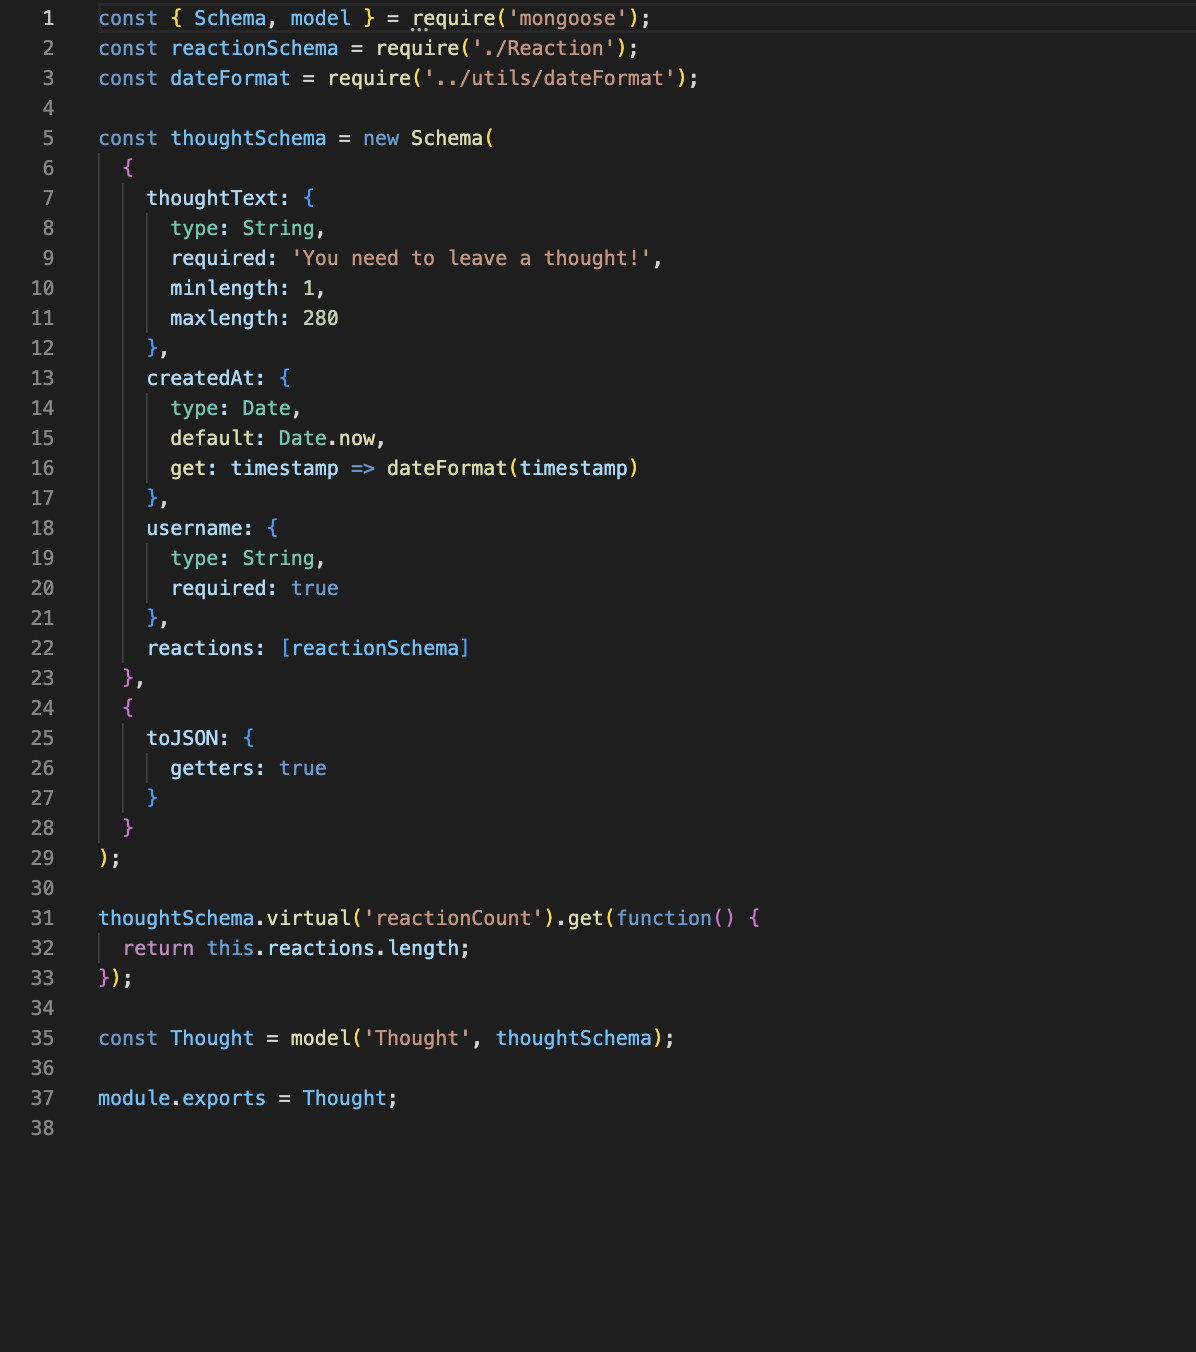 1 const { Schema, model } = require('mongoose');
2 const reactionSchema = require('./Reaction');
3 const dateFormat = require('../utils/dateFormat');
4
5 const thoughtSchema = new Schema(
6   {
7     thoughtText: {
8       type: String,
9       required: 'You need to leave a thought!',
10       minlength: 1,
11       maxlength: 280
12     },
13     createdAt: {
14       type: Date,
15       default: Date.now,
16       get: timestamp => dateFormat(timestamp)
17     },
18     username: {
19       type: String,
20       required: true
21     },
22     reactions: [reactionSchema]
23   },
24   {
25     toJSON: {
26       getters: true
27     }
28   }
29 );
30
31 thoughtSchema.virtual('reactionCount').get(function() {
32   return this.reactions.length;
33 });
34
35 const Thought = model('Thought', thoughtSchema);
36
37 module.exports = Thought;
38